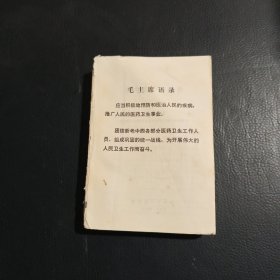 毛主席语录
应当积极地预防和医治人民的疾病，
推广人民的医药卫生事业。
团结新老中西各部分医药卫生工作人
员，组成巩固的统一战线，为开展伟大的
人民卫生工作而奋斗。